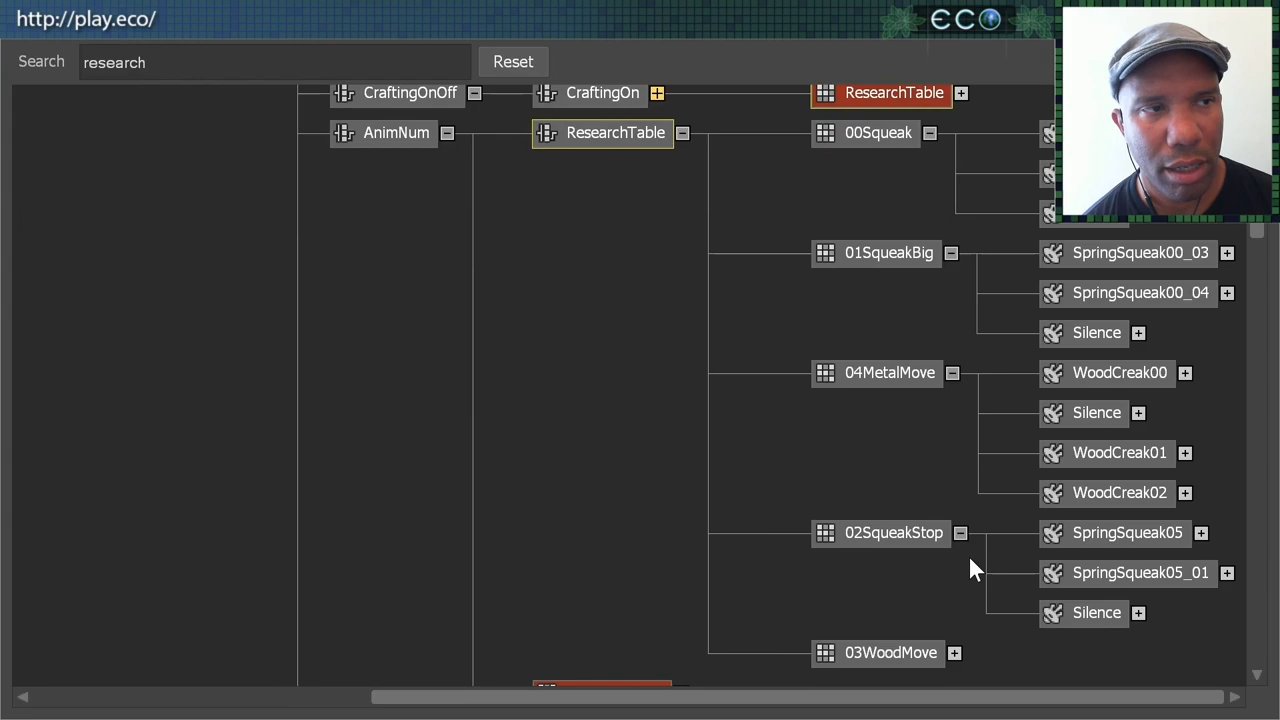 http://play.eco/
ECO
Search research Reset
CraftingOnOff CraftingOn ResearchTable
AnimNum ResearchTable 00Squeak
01SqueakBig SpringSqueak00_03
SpringSqueak00_04
Silence
04MetalMove WoodCreak00
Silence
WoodCreak01
WoodCreak02
02SqueakStop SpringSqueak05
SpringSqueak05_01
Silence
03WoodMove